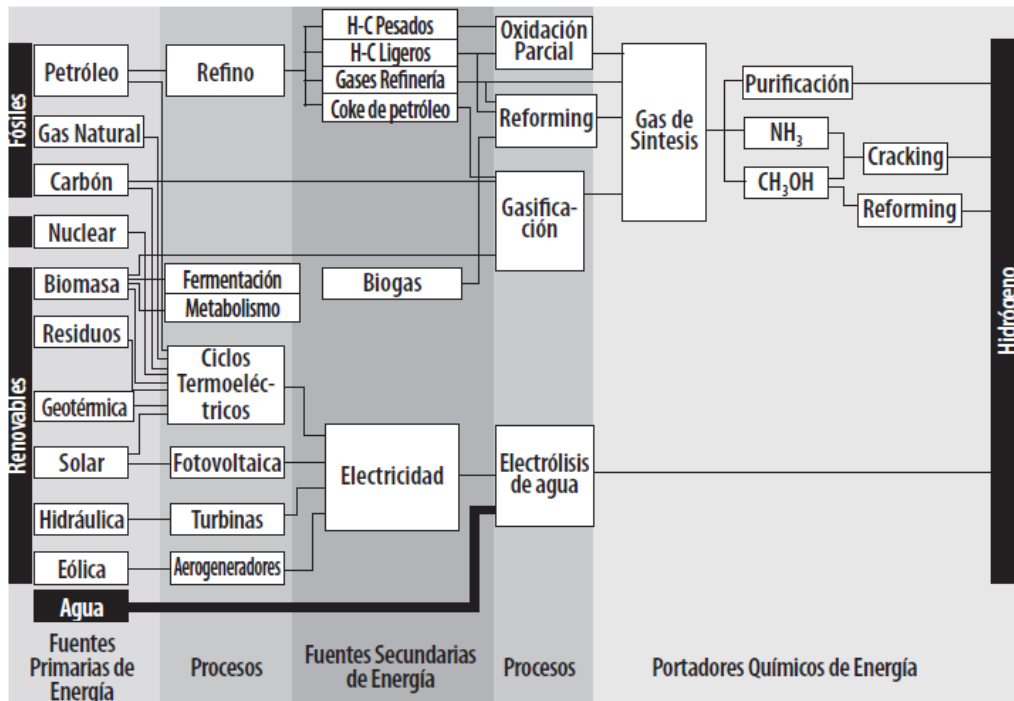 Fósiles
Renovables
Petróleo
Gas Natural
Carbón
Nuclear
Biomasa
Residuos
Geotérmica
Solar
Hidráulica
Eólica
Agua
Fuentes
Primarias de
Energía
Refino
Fermentación
Metabolismo
Ciclos
Termoeléc-
tricos
Fotovoltaica
Turbinas
Aerogeneradores
Procesos
H-C Pesados
H-C Ligeros
Gases Refinería
Coke de petróleo
Biogas
Electricidad
Fuentes Secundarias
de Energía
Oxidación
Parcial
Reforming
Gasifica-
ción
Electrólisis
de agua
Procesos
Gas de
Sintesis
Purificación
NH₃
CH₃OH
Cracking
Reforming
Portadores Químicos de Energía
Hidrógeno